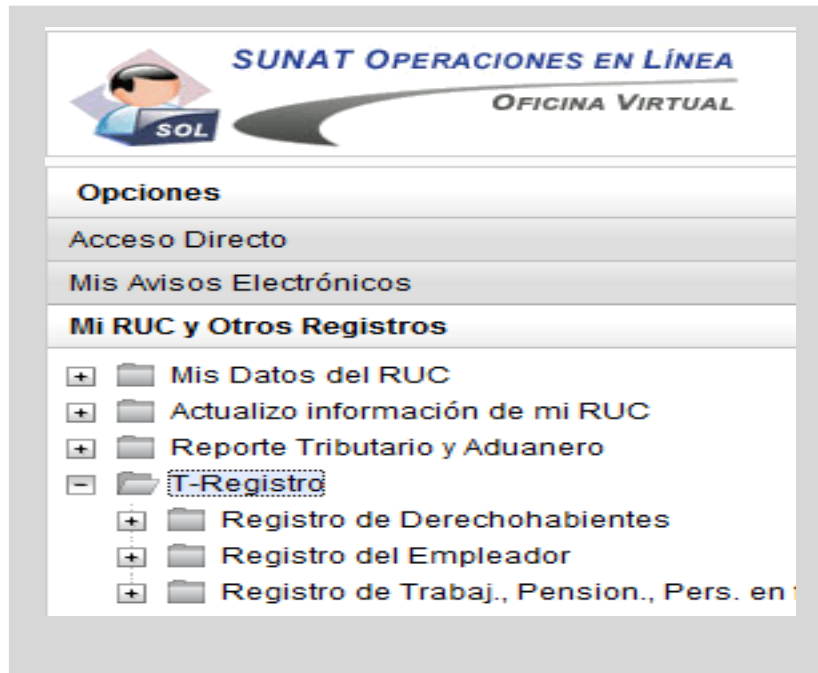 SUNAT OPERACIONES EN LÍNEA
OFICINA VIRTUAL
SOL
Opciones
Acceso Directo
Mis Avisos Electrónicos
Mi RUC y Otros Registros
Mis Datos del RUC
Actualizo información de mi RUC
Reporte Tributario y Aduanero
T-Registro
Registro de Derechohabientes
Registro del Empleador
Registro de Trabaj., Pension., Pers. en